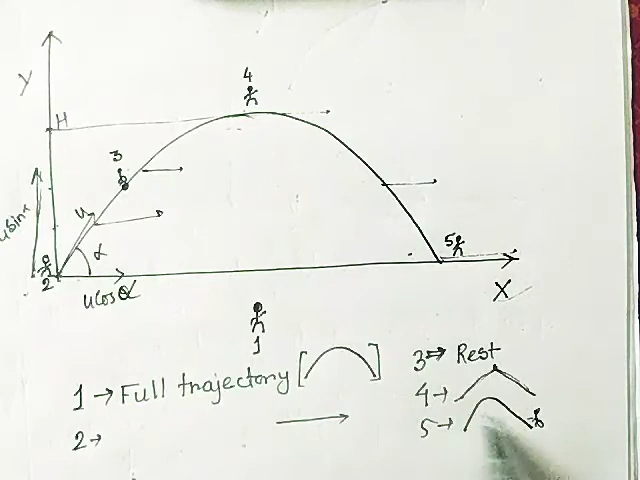 4
Y
H
3
usinα
u
α
2
5
ucosα
X
1
1 → Full trajectory [ ]
2 →
3 ⇒ Rest
4 →
5 →